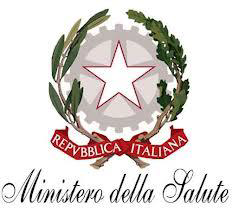 REPVBBLICA ITALIANA
Ministero della Salute